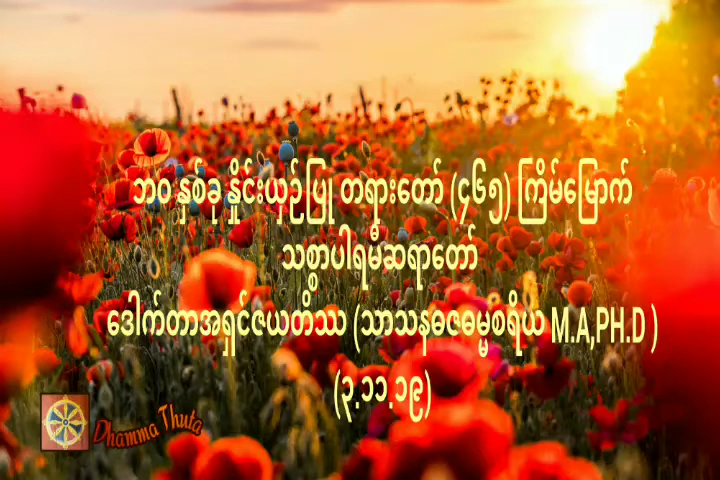 ဘဝ နှစ်ခု နှိုင်းယှဉ်ပြု တရားတော် (၄၆၅) ကြိမ်မြောက်
သစ္စာပါရမီဆရာတော်
ဒေါက်တာအရှင်ဇယတိဿ (သာသနဓဇဓမ္မစရိယ M.A,PH.D )
(၃.၁၁.၁၉)
Dhamma Thuta